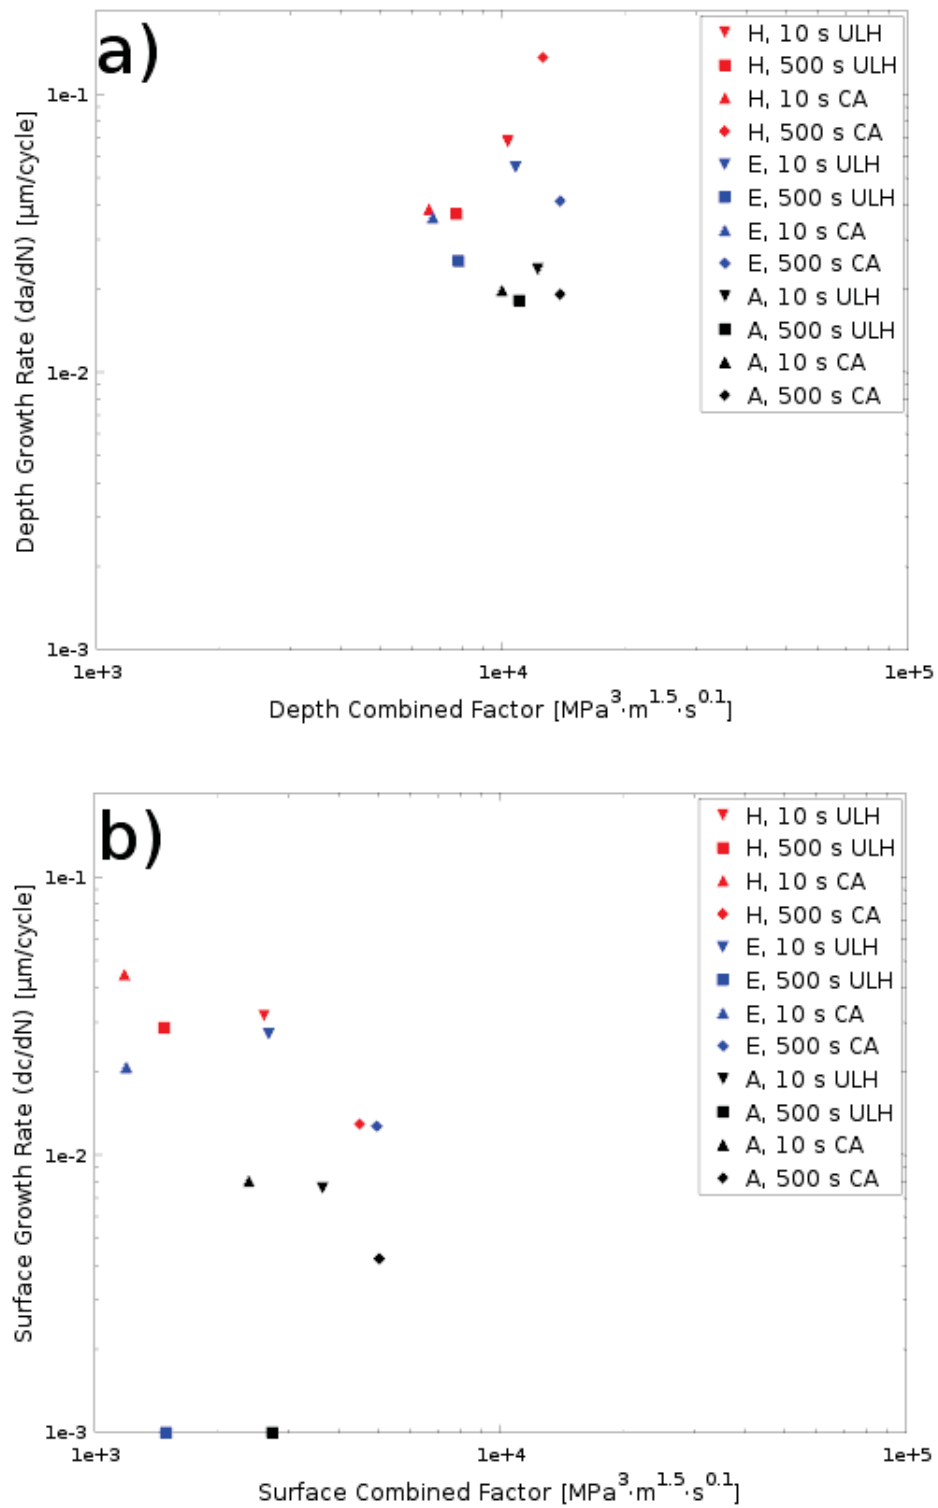 a)
H, 10 s ULH
H, 500 s ULH
H, 10 s CA
H, 500 s CA
E, 10 s ULH
E, 500 s ULH
E, 10 s CA
E, 500 s CA
A, 10 s ULH
A, 500 s ULH
A, 10 s CA
A, 500 s CA
Depth Growth Rate (da/dN) [μm/cycle]
1e-1
1e-2
1e-3
1e+3
1e+4
1e+5
Depth Combined Factor [MPa³·m^1.5·s^0.1]
b)
H, 10 s ULH
H, 500 s ULH
H, 10 s CA
H, 500 s CA
E, 10 s ULH
E, 500 s ULH
E, 10 s CA
E, 500 s CA
A, 10 s ULH
A, 500 s ULH
A, 10 s CA
A, 500 s CA
Surface Growth Rate (dc/dN) [μm/cycle]
1e-1
1e-2
1e-3
1e+3
1e+4
1e+5
Surface Combined Factor [MPa³·m^1.5·s^0.1]